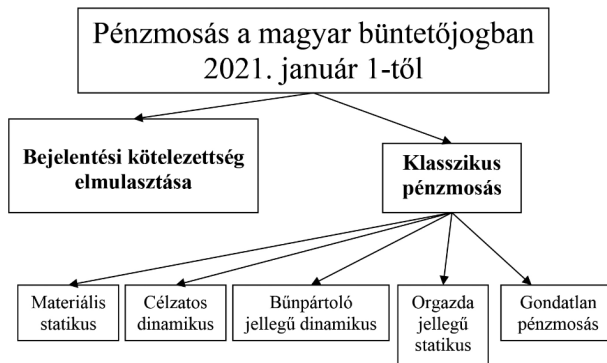 Pénzmosás a magyar büntetőjogban
2021. január 1-től
Bejelentési kötelezettség
elmulasztása
Klasszikus
pénzmosás
Materiális
statikus
Célzatos
dinamikus
Bűnpártoló
jellegű dinamikus
Orgazda
jellegű
statikus
Gondatlan
pénzmosás